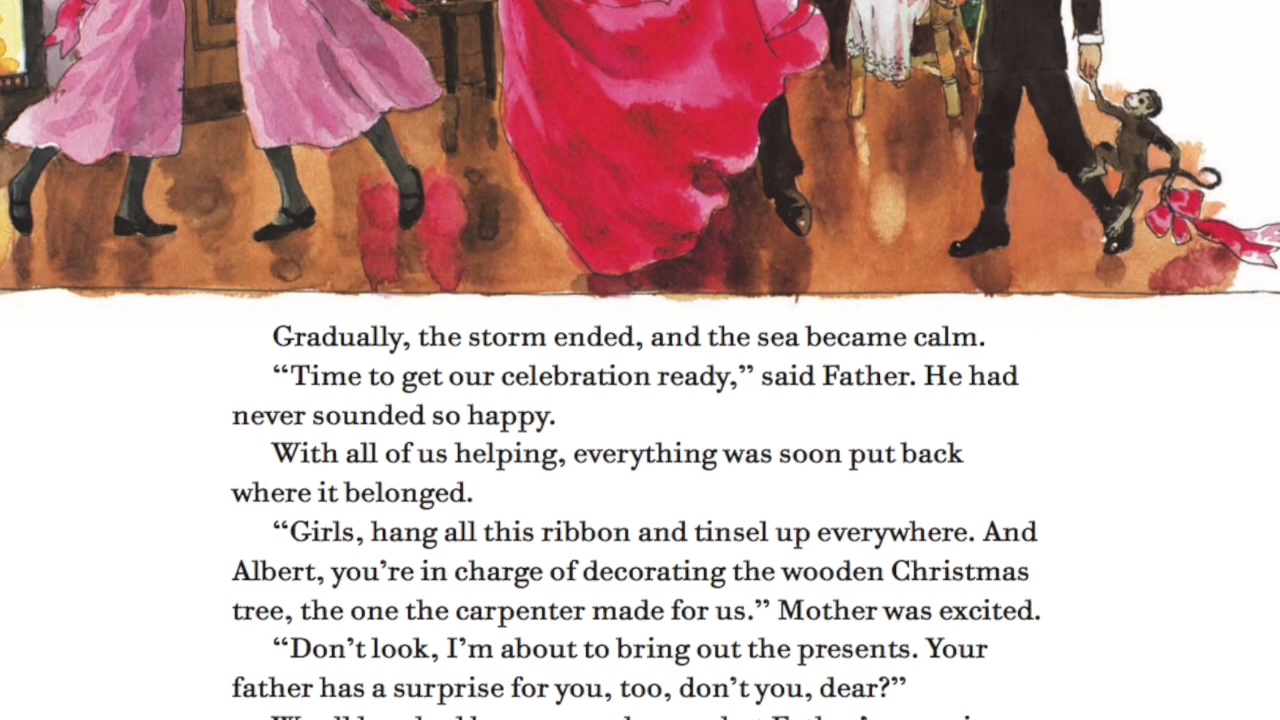 Gradually, the storm ended, and the sea became calm.
“Time to get our celebration ready,” said Father. He had
never sounded so happy.
With all of us helping, everything was soon put back
where it belonged.
“Girls, hang all this ribbon and tinsel up everywhere. And
Albert, you’re in charge of decorating the wooden Christmas
tree, the one the carpenter made for us.” Mother was excited.
“Don’t look, I’m about to bring out the presents. Your
father has a surprise for you, too, don’t you, dear?”